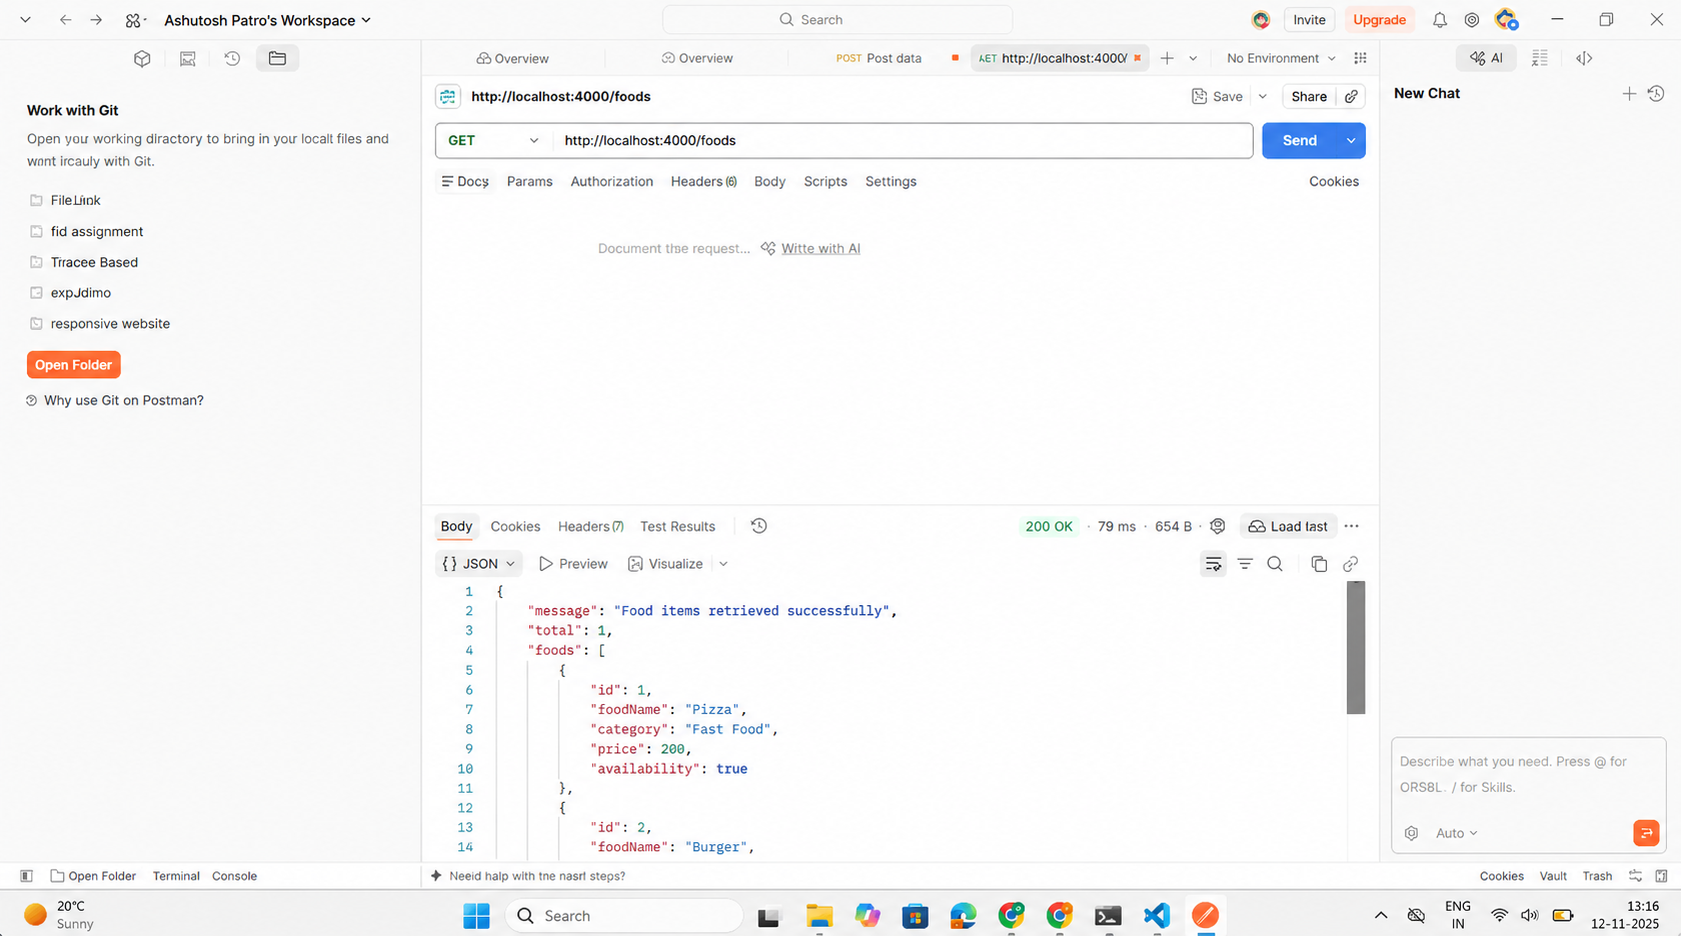 Ashutosh Patro's Workspace
Search
Invite
Upgrade
Overview
Overview
POST Post data
GET http://localhost:4000/
No Environment
AI
Work with Git
Open your working dlractory to bring in your localt files and
wnnt ircauly with Git.
FileLink
fid assignment
Tracee Based
expJdimo
responsive website
Open Folder
Why use Git on Postman?
http://localhost:4000/foods
Save
Share
GET
http://localhost:4000/foods
Send
Docy
Params
Authorization
Headers (6)
Body
Scripts
Settings
Cookies
Document the request...
Witte with AI
New Chat
Body
Cookies
Headers (7)
Test Results
200 OK · 79 ms · 654 B ·
Load tast
{} JSON
Preview
Visualize
1 {
2 "message": "Food items retrieved successfully",
3 "total": 1,
4 "foods": [
5 {
6 "id": 1,
7 "foodName": "Pizza",
8 "category": "Fast Food",
9 "price": 200,
10 "availability": true
11 },
12 {
13 "id": 2,
14 "foodName": "Burger",
Describe what you need. Press @ for
ORS8L. / for Skills.
Auto
Open Folder
Terminal
Console
Neeid halp with tne nasrl steps?
Cookies
Vault
Trash
20°C
Sunny
Search
ENG
IN
13:16
12-11-2025